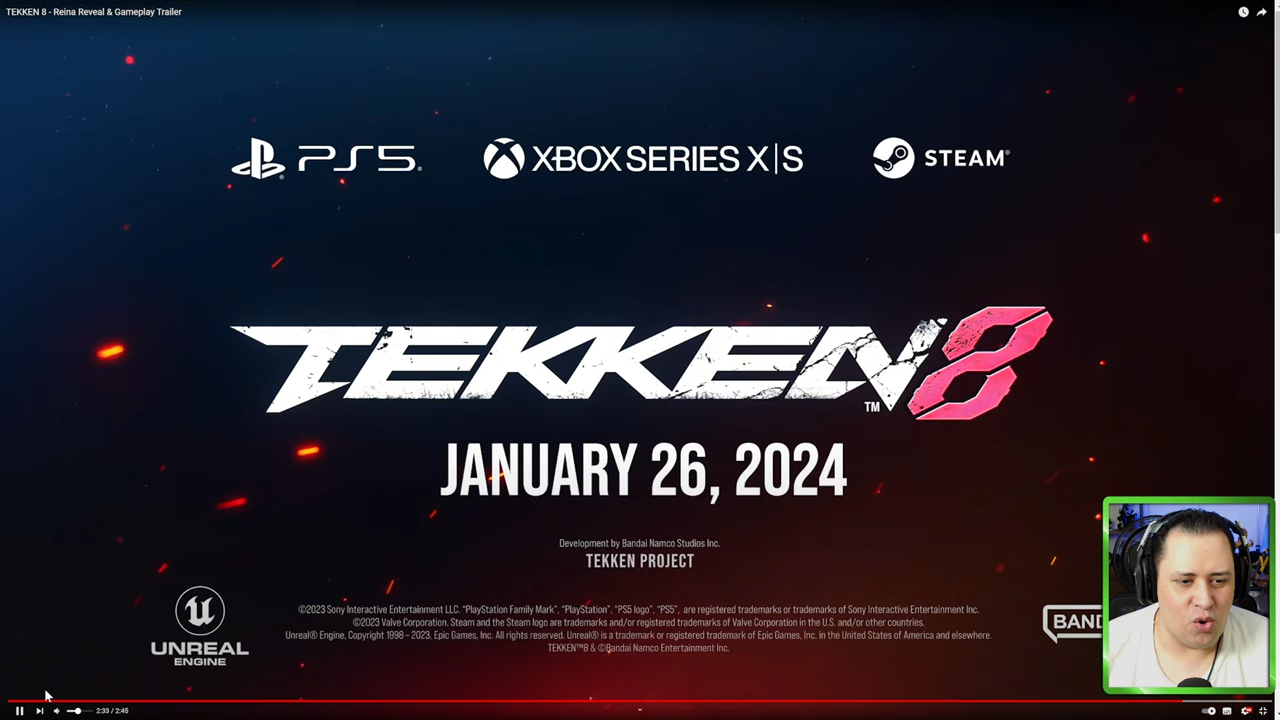 TEKKEN 8 - Reina Reveal & Gameplay Trailer
PS5
XBOX SERIES X|S
STEAM®
TEKKEN 8
TM
JANUARY 26, 2024
Development by Bandai Namco Studios Inc.
TEKKEN PROJECT
UNREAL
ENGINE
©2023 Sony Interactive Entertainment LLC. “PlayStation Family Mark”, “PlayStation”, “PS5 logo”, “PS5”, are registered trademarks or trademarks of Sony Interactive Entertainment Inc.
©2023 Valve Corporation. Steam and the Steam logo are trademarks and/or registered trademarks of Valve Corporation in the U.S. and/or other countries.
Unreal® Engine, Copyright 1998 – 2023, Epic Games, Inc. All rights reserved. Unreal® is a trademark or registered trademark of Epic Games, Inc. in the United States of America and elsewhere.
TEKKEN™8 & ©Bandai Namco Entertainment Inc.
BAND
2:33 / 2:45